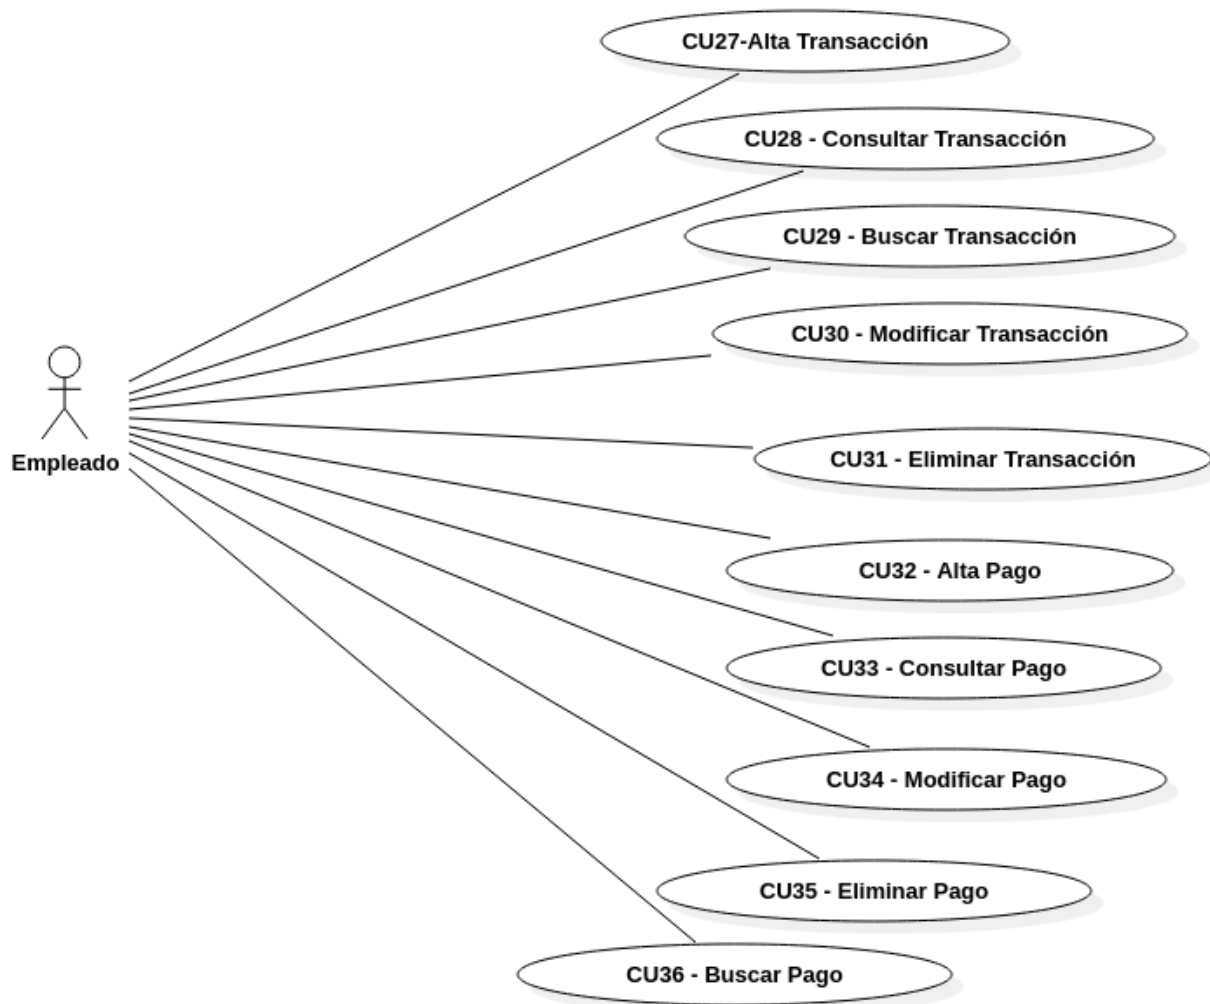 CU27-Alta Transacción
CU28 - Consultar Transacción
CU29 - Buscar Transacción
CU30 - Modificar Transacción
Empleado
CU31 - Eliminar Transacción
CU32 - Alta Pago
CU33 - Consultar Pago
CU34 - Modificar Pago
CU35 - Eliminar Pago
CU36 - Buscar Pago